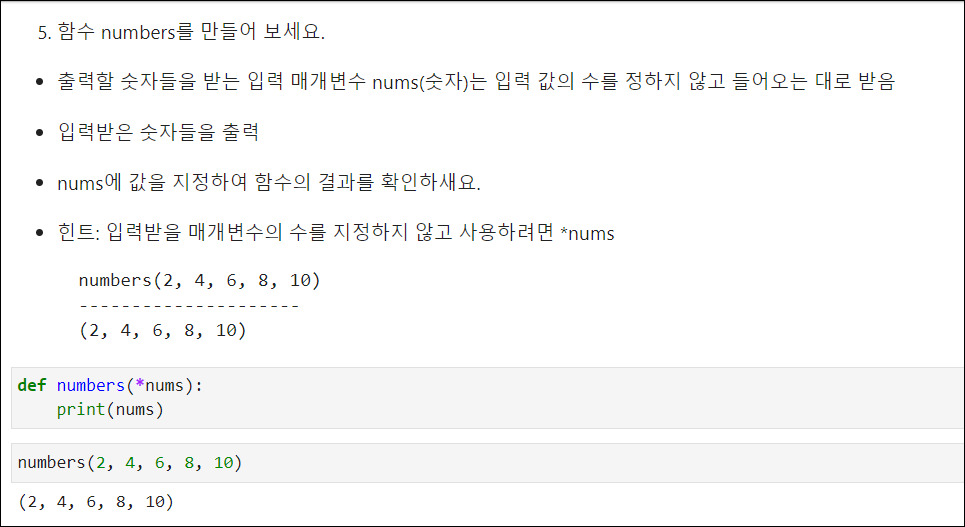 5. 함수 numbers를 만들어 보세요.
• 출력할 숫자들을 받는 입력 매개변수 nums(숫자)는 입력 값의 수를 정하지 않고 들어오는 대로 받음
• 입력받은 숫자들을 출력
• nums에 값을 지정하여 함수의 결과를 확인하새요.
• 힌트: 입력받을 매개변수의 수를 지정하지 않고 사용하려면 *nums
numbers(2, 4, 6, 8, 10)
---------------------
(2, 4, 6, 8, 10)
def numbers(*nums):
    print(nums)
numbers(2, 4, 6, 8, 10)
(2, 4, 6, 8, 10)